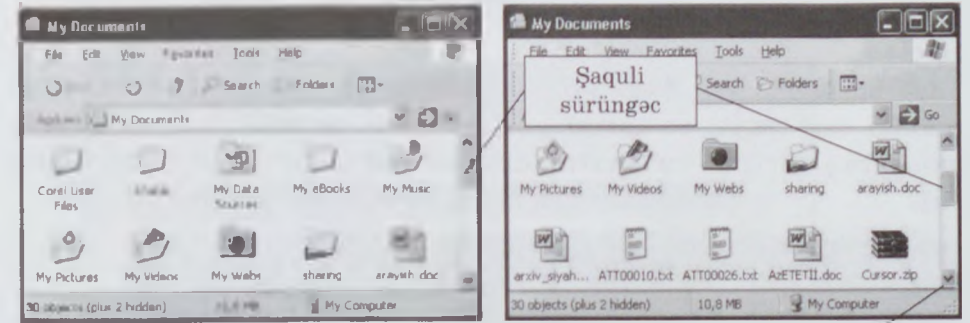 My Documents
File Edit View Favorites Tools Help
Search Folders
My Documents
Corel User
Files
My Data
Sources
My eBooks
My Music
My Pictures
My Videos
My Webs
sharing
arayish.doc
30 objects (plus 2 hidden)
My Computer
My Documents
File Edit View Favorites Tools Help
Şaquli
sürüngəc
Search Folders
Go
My Pictures
My Videos
My Webs
sharing
arayish.doc
arxiv_siyah...
ATT00010.txt
ATT00026.txt
AzETETII.doc
Cursor.zip
30 objects (plus 2 hidden)
10,8 MB
My Computer